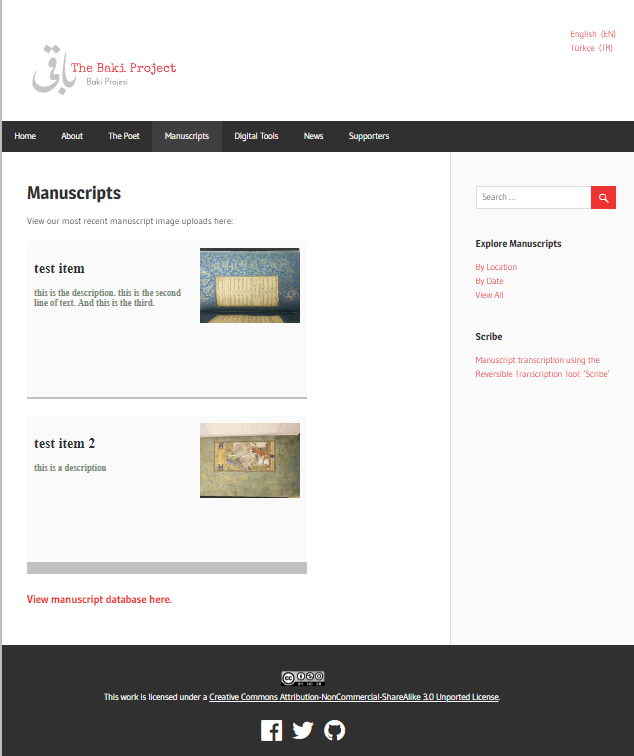 English (EN)
Türkçe (TR)
باقی
The Baki Project
Baki Projesi
Home About The Poet Manuscripts Digital Tools News Supporters
Manuscripts
View our most recent manuscript image uploads here:
test item
this is the description. this is the second
line of text. And this is the third.
test item 2
this is a description
View manuscript database here.
Search ...
Explore Manuscripts
By Location
By Date
View All
Scribe
Manuscript transcription using the
Reversible Transcription Tool: ‘Scribe’
cc
BY NC SA
This work is licensed under a Creative Commons Attribution-NonCommercial-ShareAlike 3.0 Unported License.